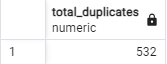 total_duplicates
numeric
1 532